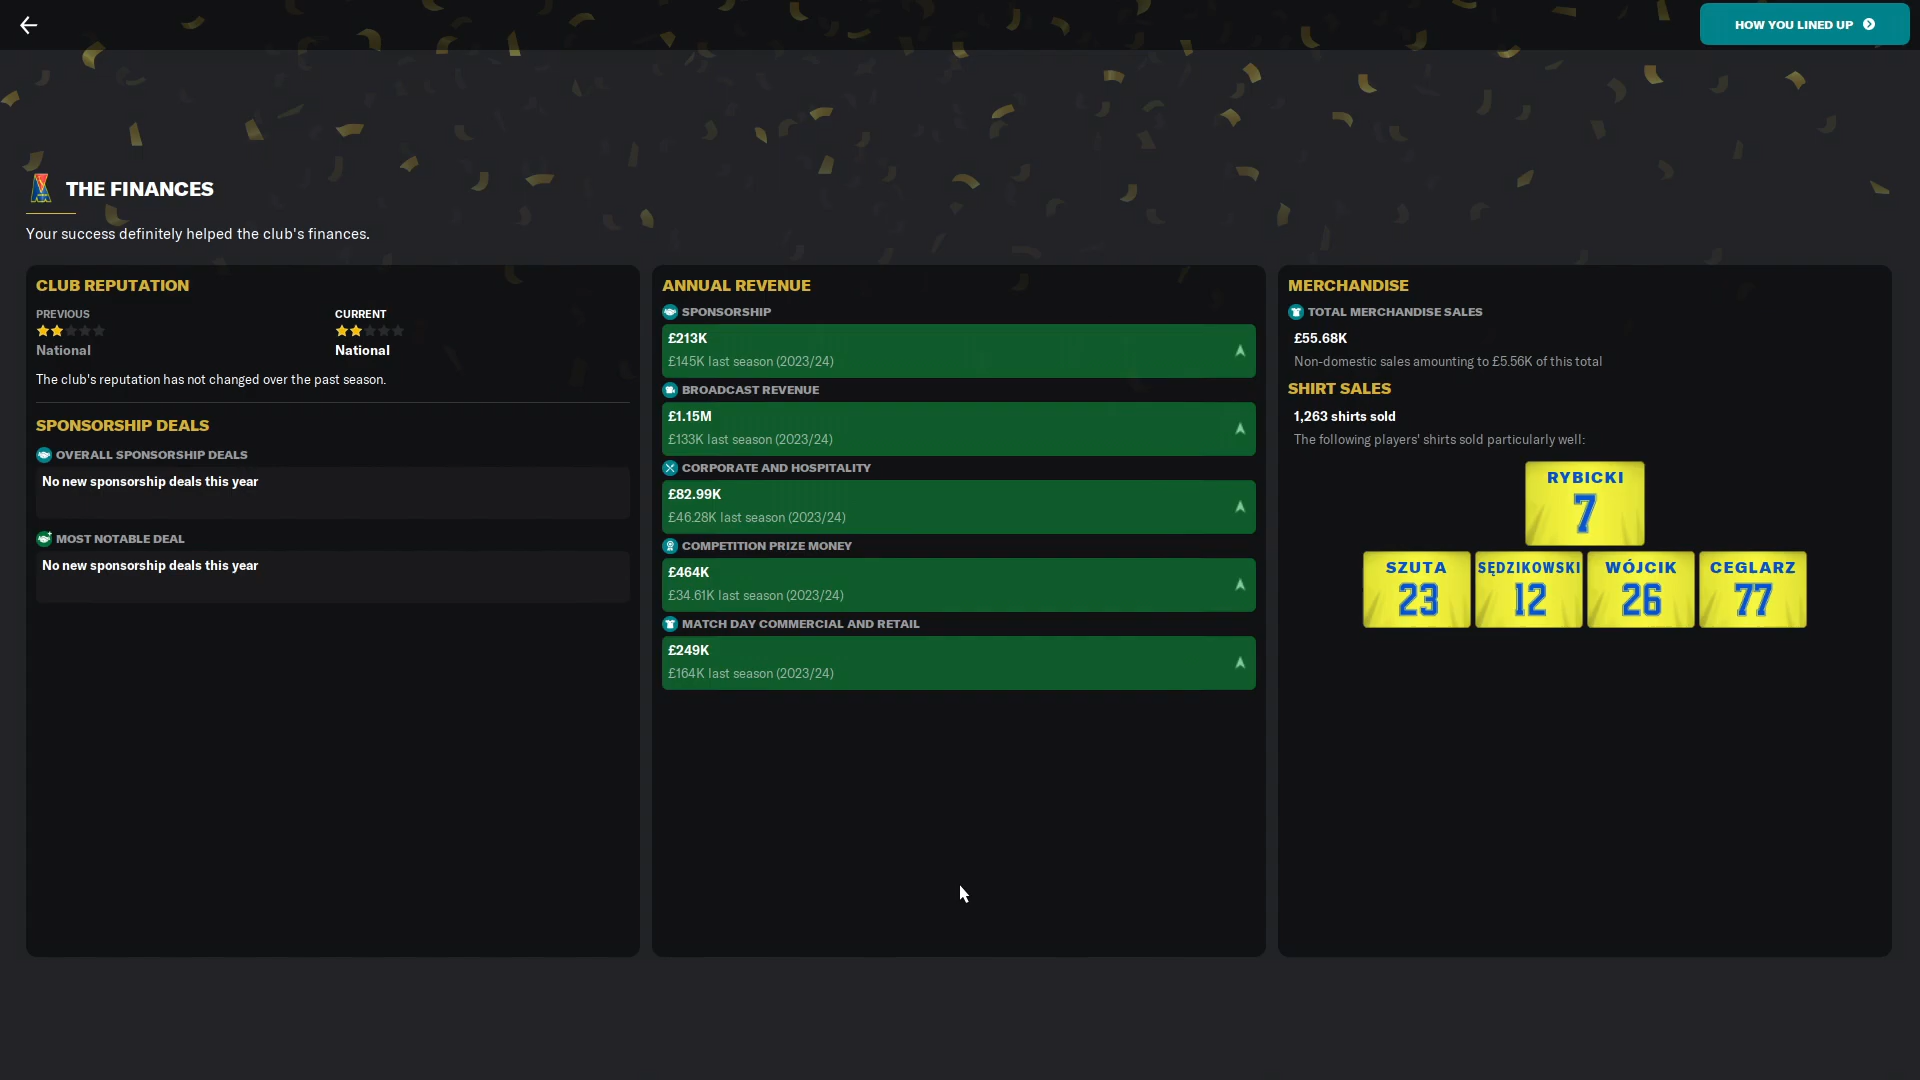 HOW YOU LINED UP
THE FINANCES
Your success definitely helped the club's finances.
CLUB REPUTATION
PREVIOUS
CURRENT
National
National
The club's reputation has not changed over the past season.
SPONSORSHIP DEALS
OVERALL SPONSORSHIP DEALS
No new sponsorship deals this year
MOST NOTABLE DEAL
No new sponsorship deals this year
ANNUAL REVENUE
SPONSORSHIP
£213K
£145K last season (2023/24)
BROADCAST REVENUE
£1.15M
£133K last season (2023/24)
CORPORATE AND HOSPITALITY
£82.99K
£46.28K last season (2023/24)
COMPETITION PRIZE MONEY
£464K
£34.61K last season (2023/24)
MATCH DAY COMMERCIAL AND RETAIL
£249K
£164K last season (2023/24)
MERCHANDISE
TOTAL MERCHANDISE SALES
£55.68K
Non-domestic sales amounting to £5.56K of this total
SHIRT SALES
1,263 shirts sold
The following players' shirts sold particularly well:
RYBICKI
7
SZUTA
23
SĘDZIKOWSKI
12
WÓJCIK
26
CEGLARZ
77